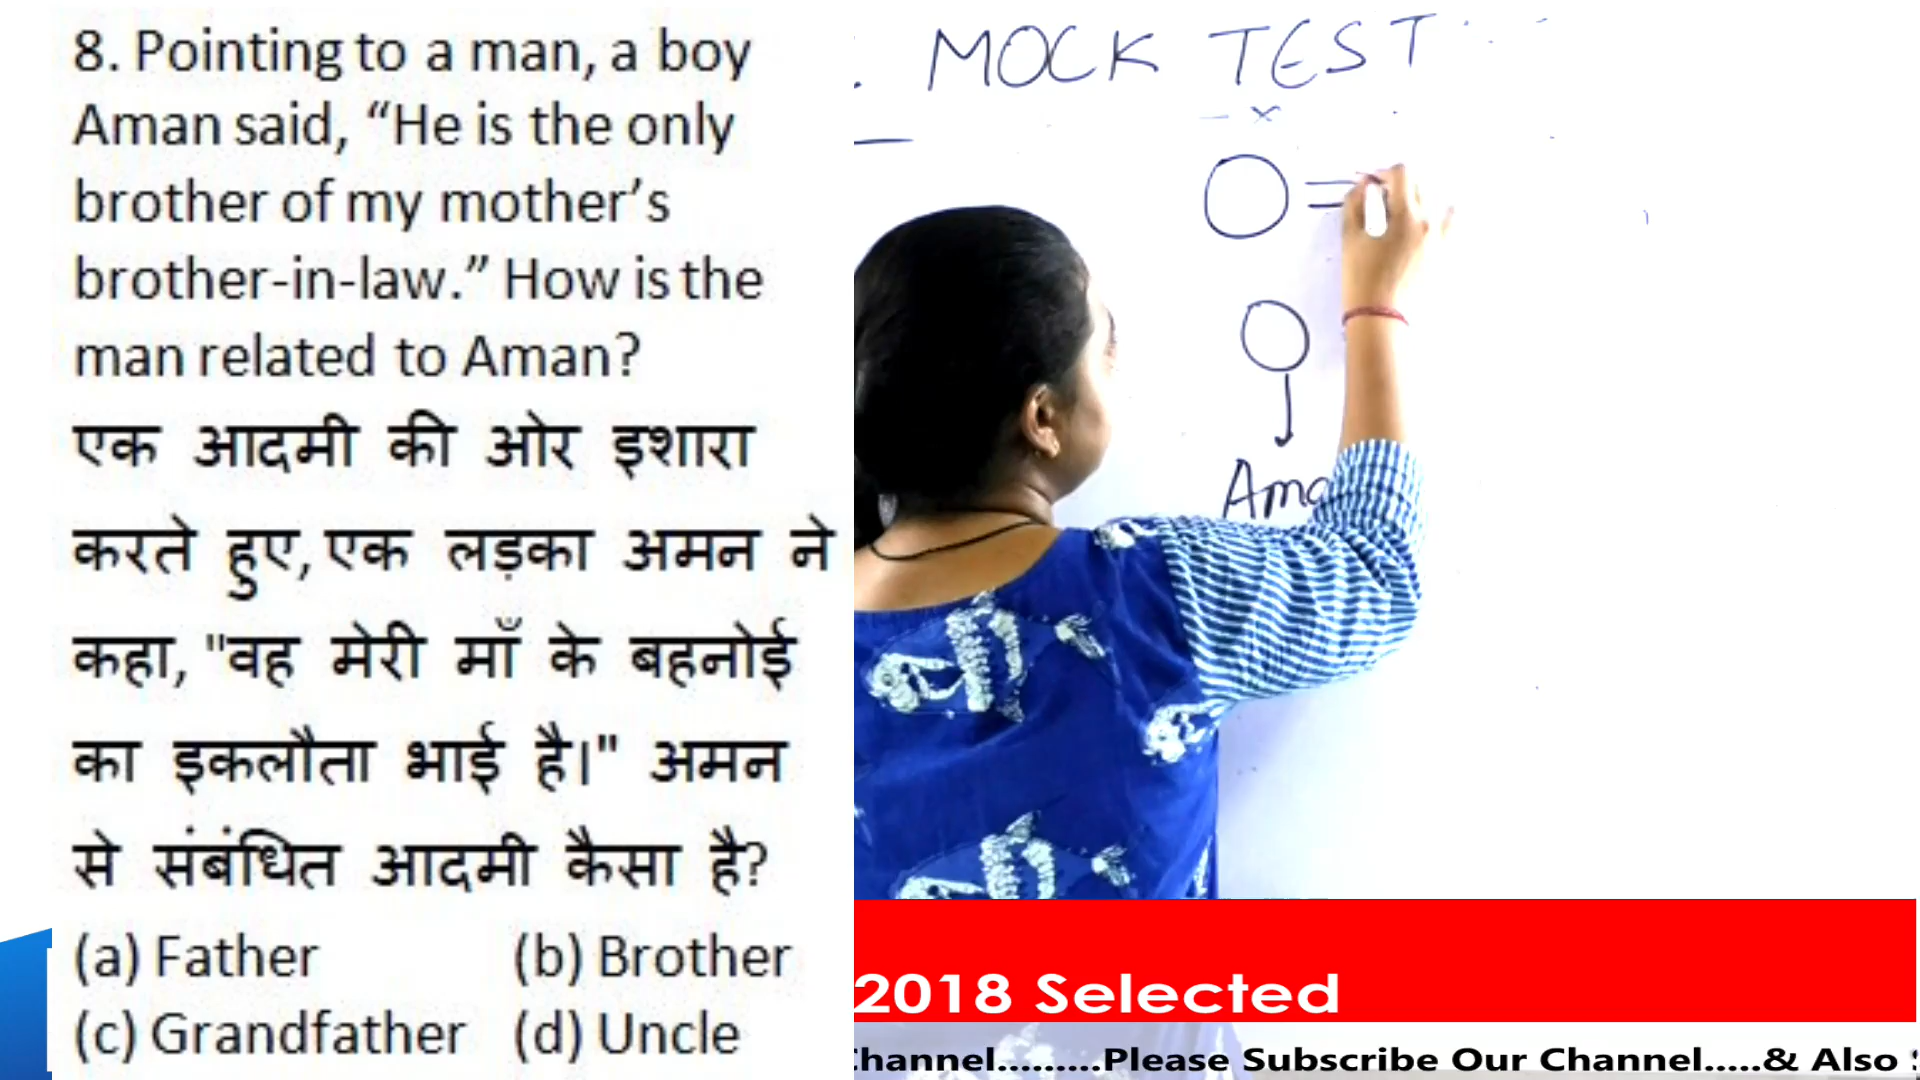 8. Pointing to a man, a boy
Aman said, “He is the only
brother of my mother’s
brother-in-law.” How is the
man related to Aman?
एक आदमी की ओर इशारा
करते हुए, एक लड़का अमन ने
कहा, "वह मेरी माँ के बहनोई
का इकलौता भाई है।" अमन
से संबंधित आदमी कैसा है?
(a) Father (b) Brother
(c) Grandfather (d) Uncle
MOCK TEST
2018 Selected
Channel.........Please Subscribe Our Channel.....& Also